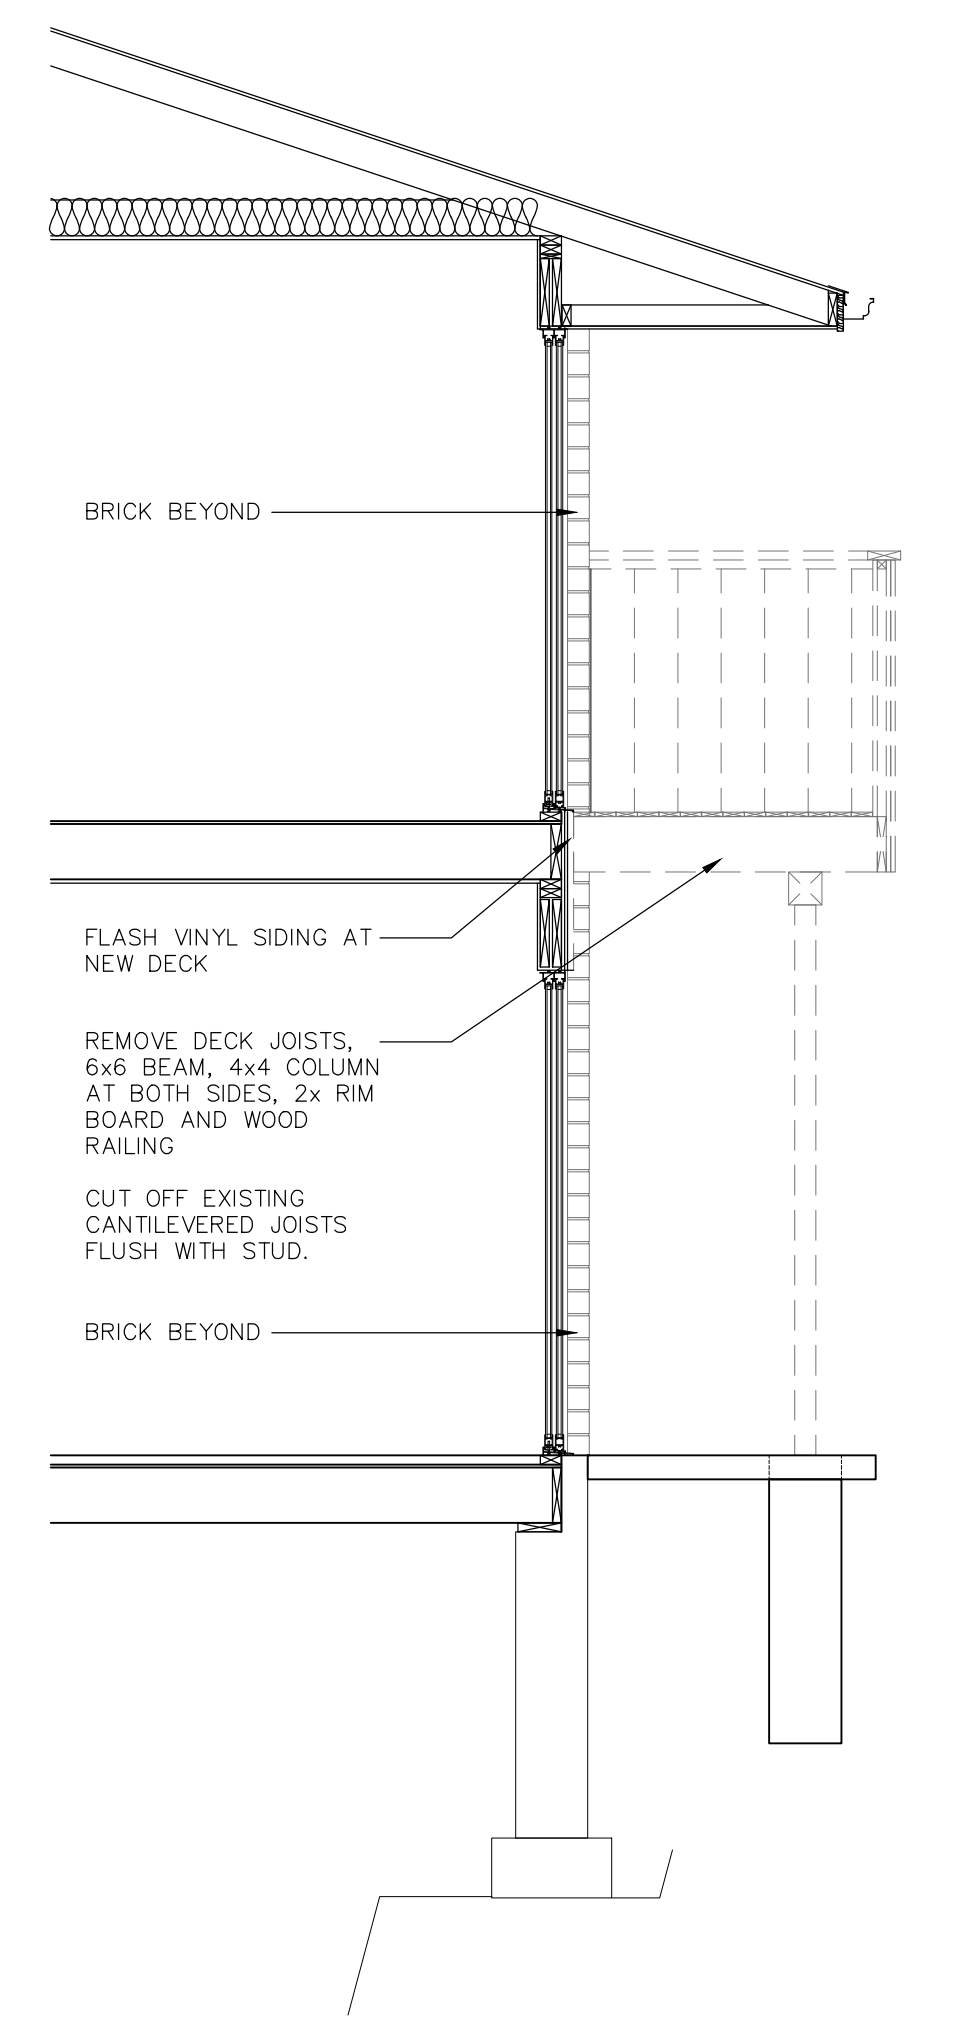 BRICK BEYOND
FLASH VINYL SIDING AT
NEW DECK
REMOVE DECK JOISTS,
6x6 BEAM, 4x4 COLUMN
AT BOTH SIDES, 2x RIM
BOARD AND WOOD
RAILING
CUT OFF EXISTING
CANTILEVERED JOISTS
FLUSH WITH STUD.
BRICK BEYOND